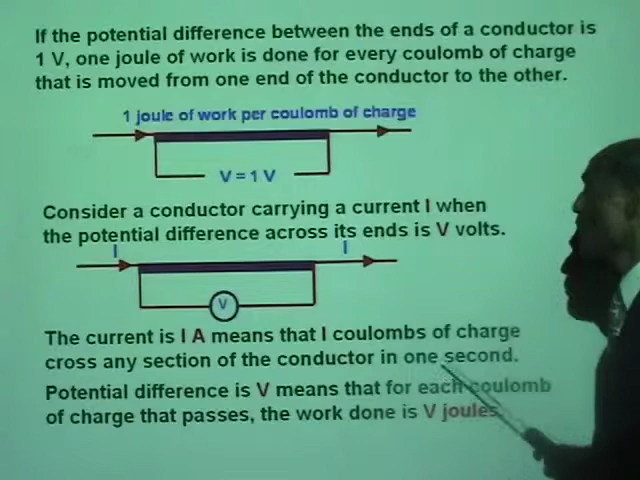 If the potential difference between the ends of a conductor is
1 V, one joule of work is done for every coulomb of charge
that is moved from one end of the conductor to the other.
1 joule of work per coulomb of charge
V = 1 V
Consider a conductor carrying a current I when
the potential difference across its ends is V volts.
I I
V
The current is I A means that I coulombs of charge
cross any section of the conductor in one second.
Potential difference is V means that for each coulomb
of charge that passes, the work done is V joules